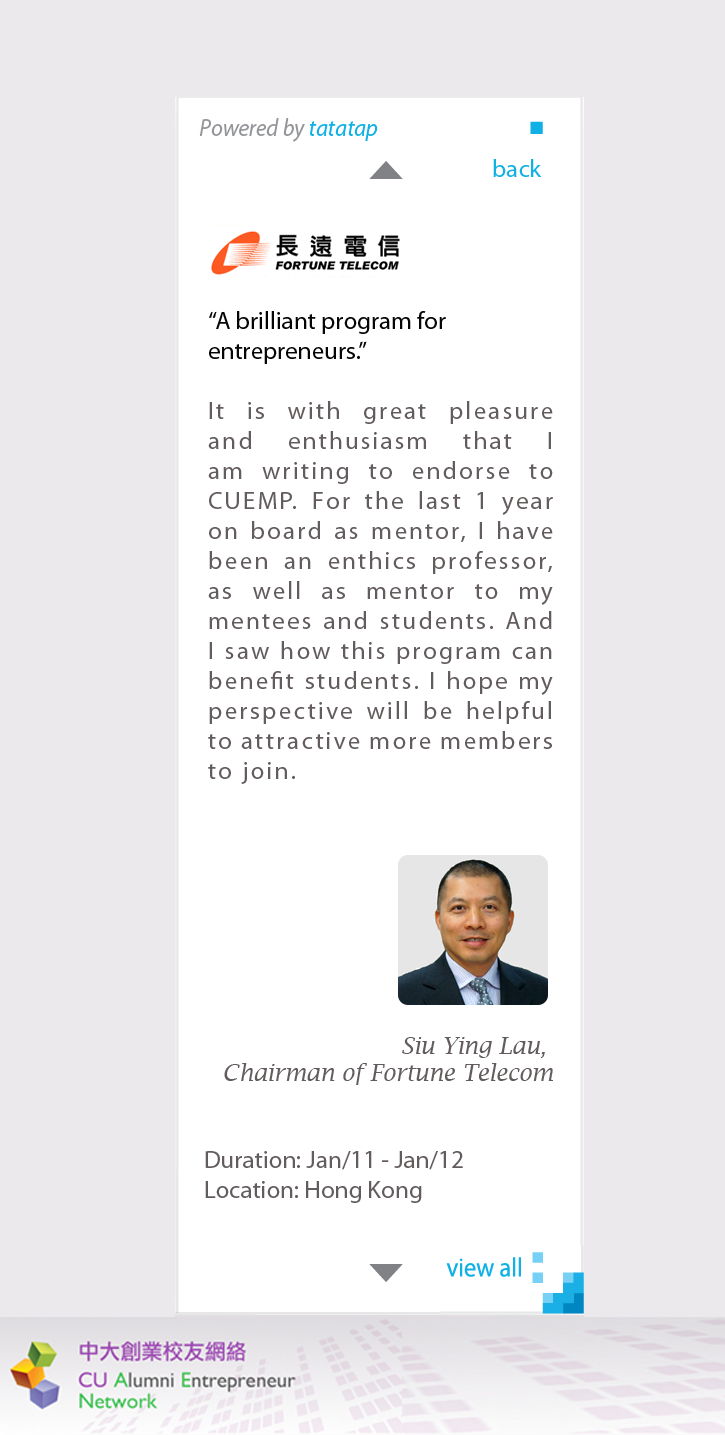 Powered by tatatap
back
長遠電信
FORTUNE TELECOM
“A brilliant program for
entrepreneurs.”
It is with great pleasure
and enthusiasm that I
am writing to endorse to
CUEMP. For the last 1 year
on board as mentor, I have
been an enthics professor,
as well as mentor to my
mentees and students. And
I saw how this program can
benefit students. I hope my
perspective will be helpful
to attractive more members
to join.
Siu Ying Lau,
Chairman of Fortune Telecom
Duration: Jan/11 - Jan/12
Location: Hong Kong
view all
中大創業校友網絡
CU Alumni Entrepreneur
Network